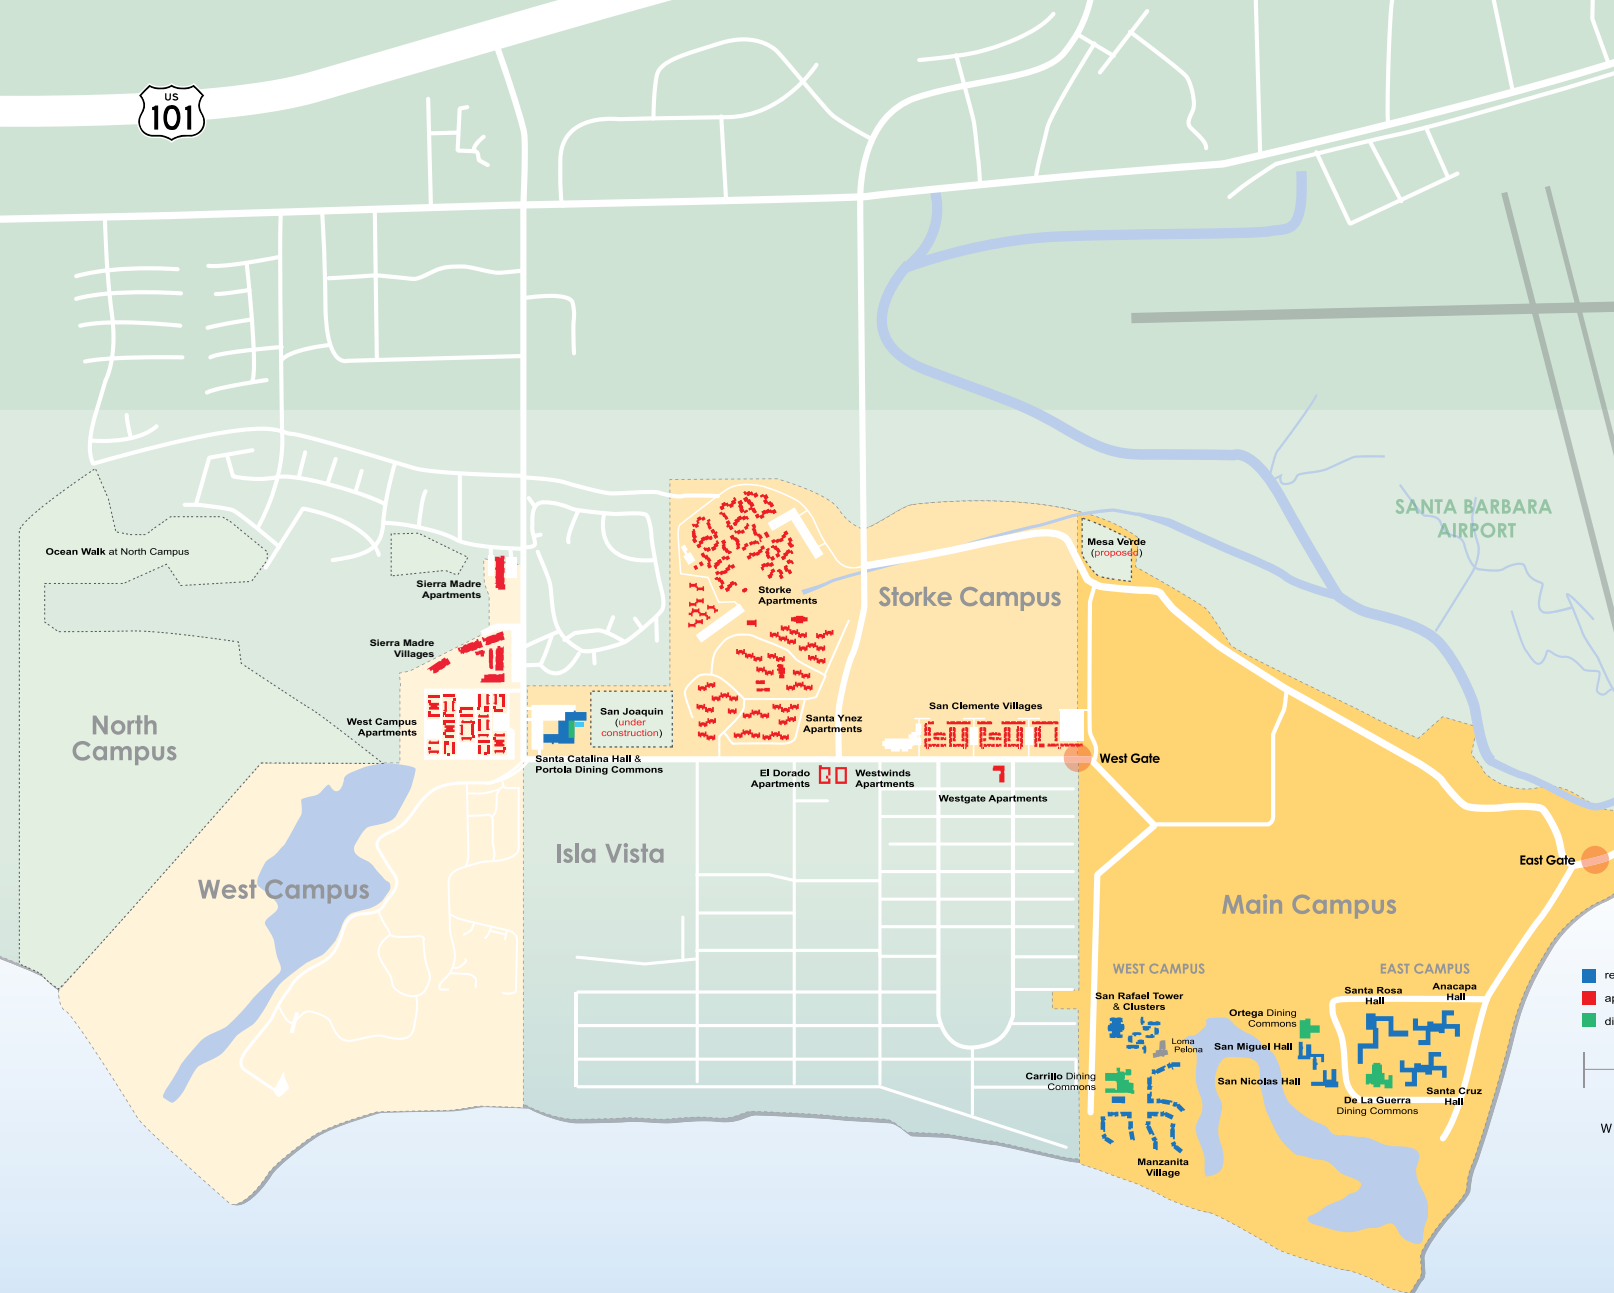 US
101
SANTA BARBARA
AIRPORT
Mesa Verde
(proposed)
Ocean Walk at North Campus
Sierra Madre
Apartments
Storke
Apartments
Storke Campus
Sierra Madre
Villages
North
Campus
West Campus
Apartments
San Joaquin
(under
construction)
Santa Ynez
Apartments
San Clemente Villages
Santa Catalina Hall &
Portola Dining Commons
West Gate
El Dorado
Apartments
Westwinds
Apartments
Westgate Apartments
Isla Vista
East Gate
West Campus
Main Campus
WEST CAMPUS
EAST CAMPUS
San Rafael Tower
& Clusters
Santa Rosa
Hall
Anacapa
Hall
Ortega Dining
Commons
Loma
Pelona
San Miguel Hall
Carrillo Dining
Commons
San Nicolas Hall
De La Guerra
Dining Commons
Santa Cruz
Hall
Manzanita
Village
re
ap
di
W